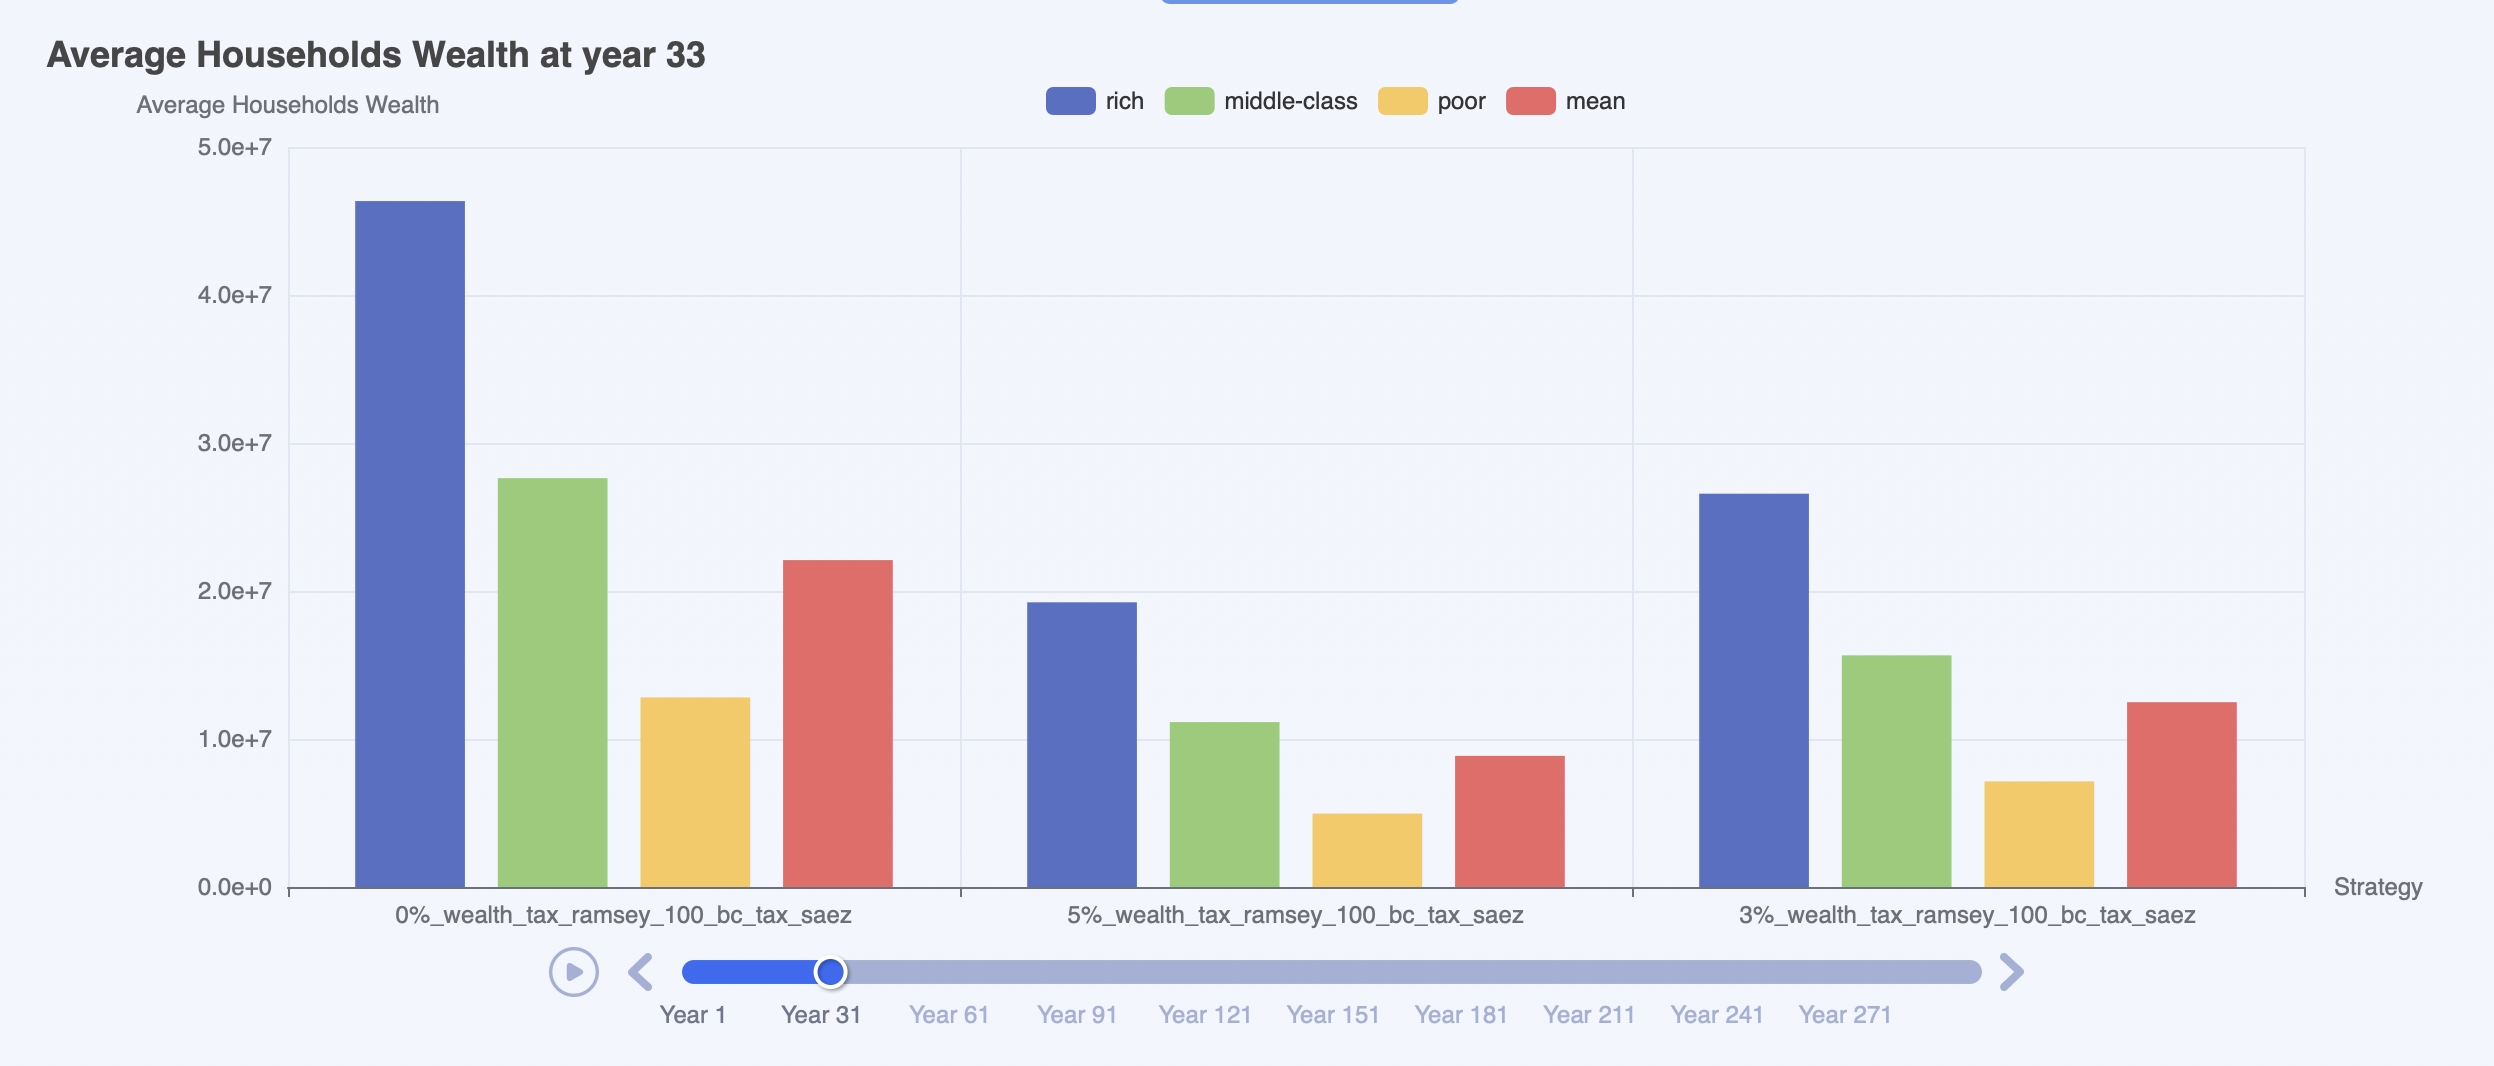 Average Households Wealth at year 33
Average Households Wealth
rich middle-class poor mean
5.0e+7
4.0e+7
3.0e+7
2.0e+7
1.0e+7
0.0e+0
Strategy
0%_wealth_tax_ramsey_100_bc_tax_saez 5%_wealth_tax_ramsey_100_bc_tax_saez 3%_wealth_tax_ramsey_100_bc_tax_saez
Year 1 Year 31 Year 61 Year 91 Year 121 Year 151 Year 181 Year 211 Year 241 Year 271